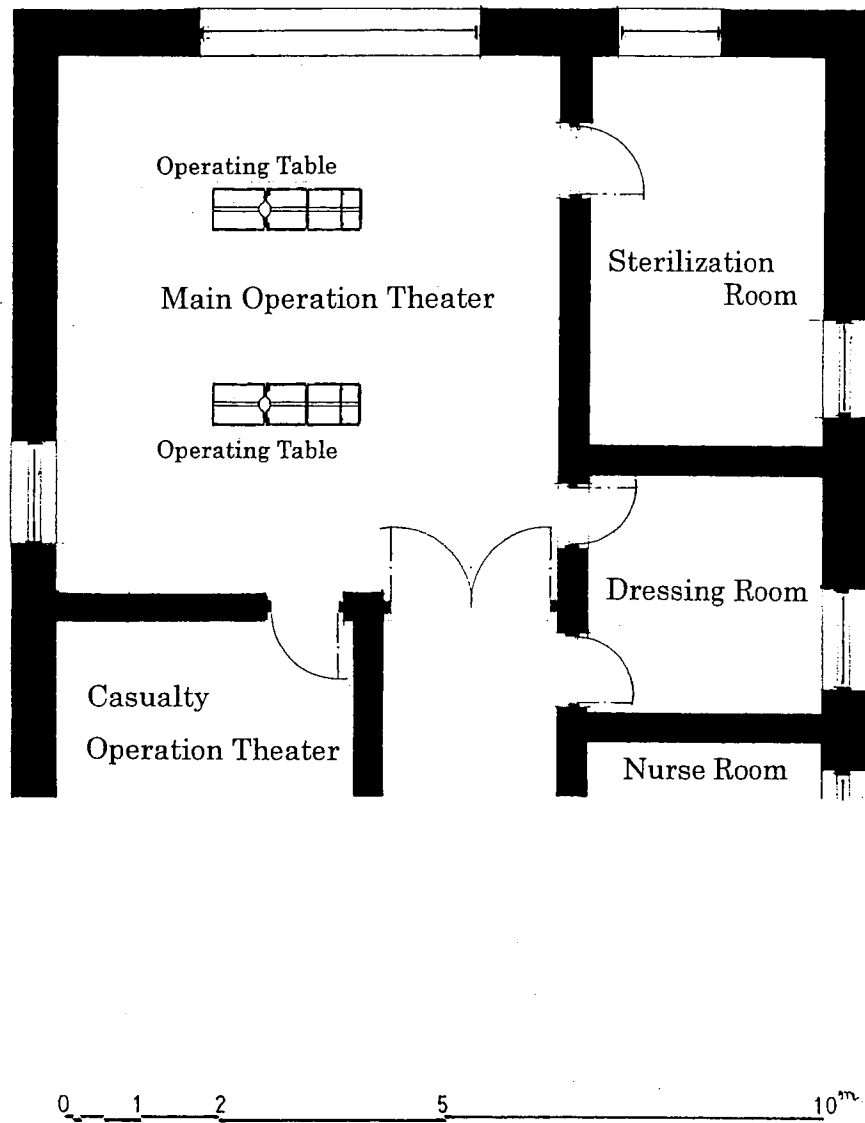 Operating Table
Main Operation Theater
Operating Table
Sterilization
Room
Dressing Room
Casualty
Operation Theater
Nurse Room
0 1 2 5 10m